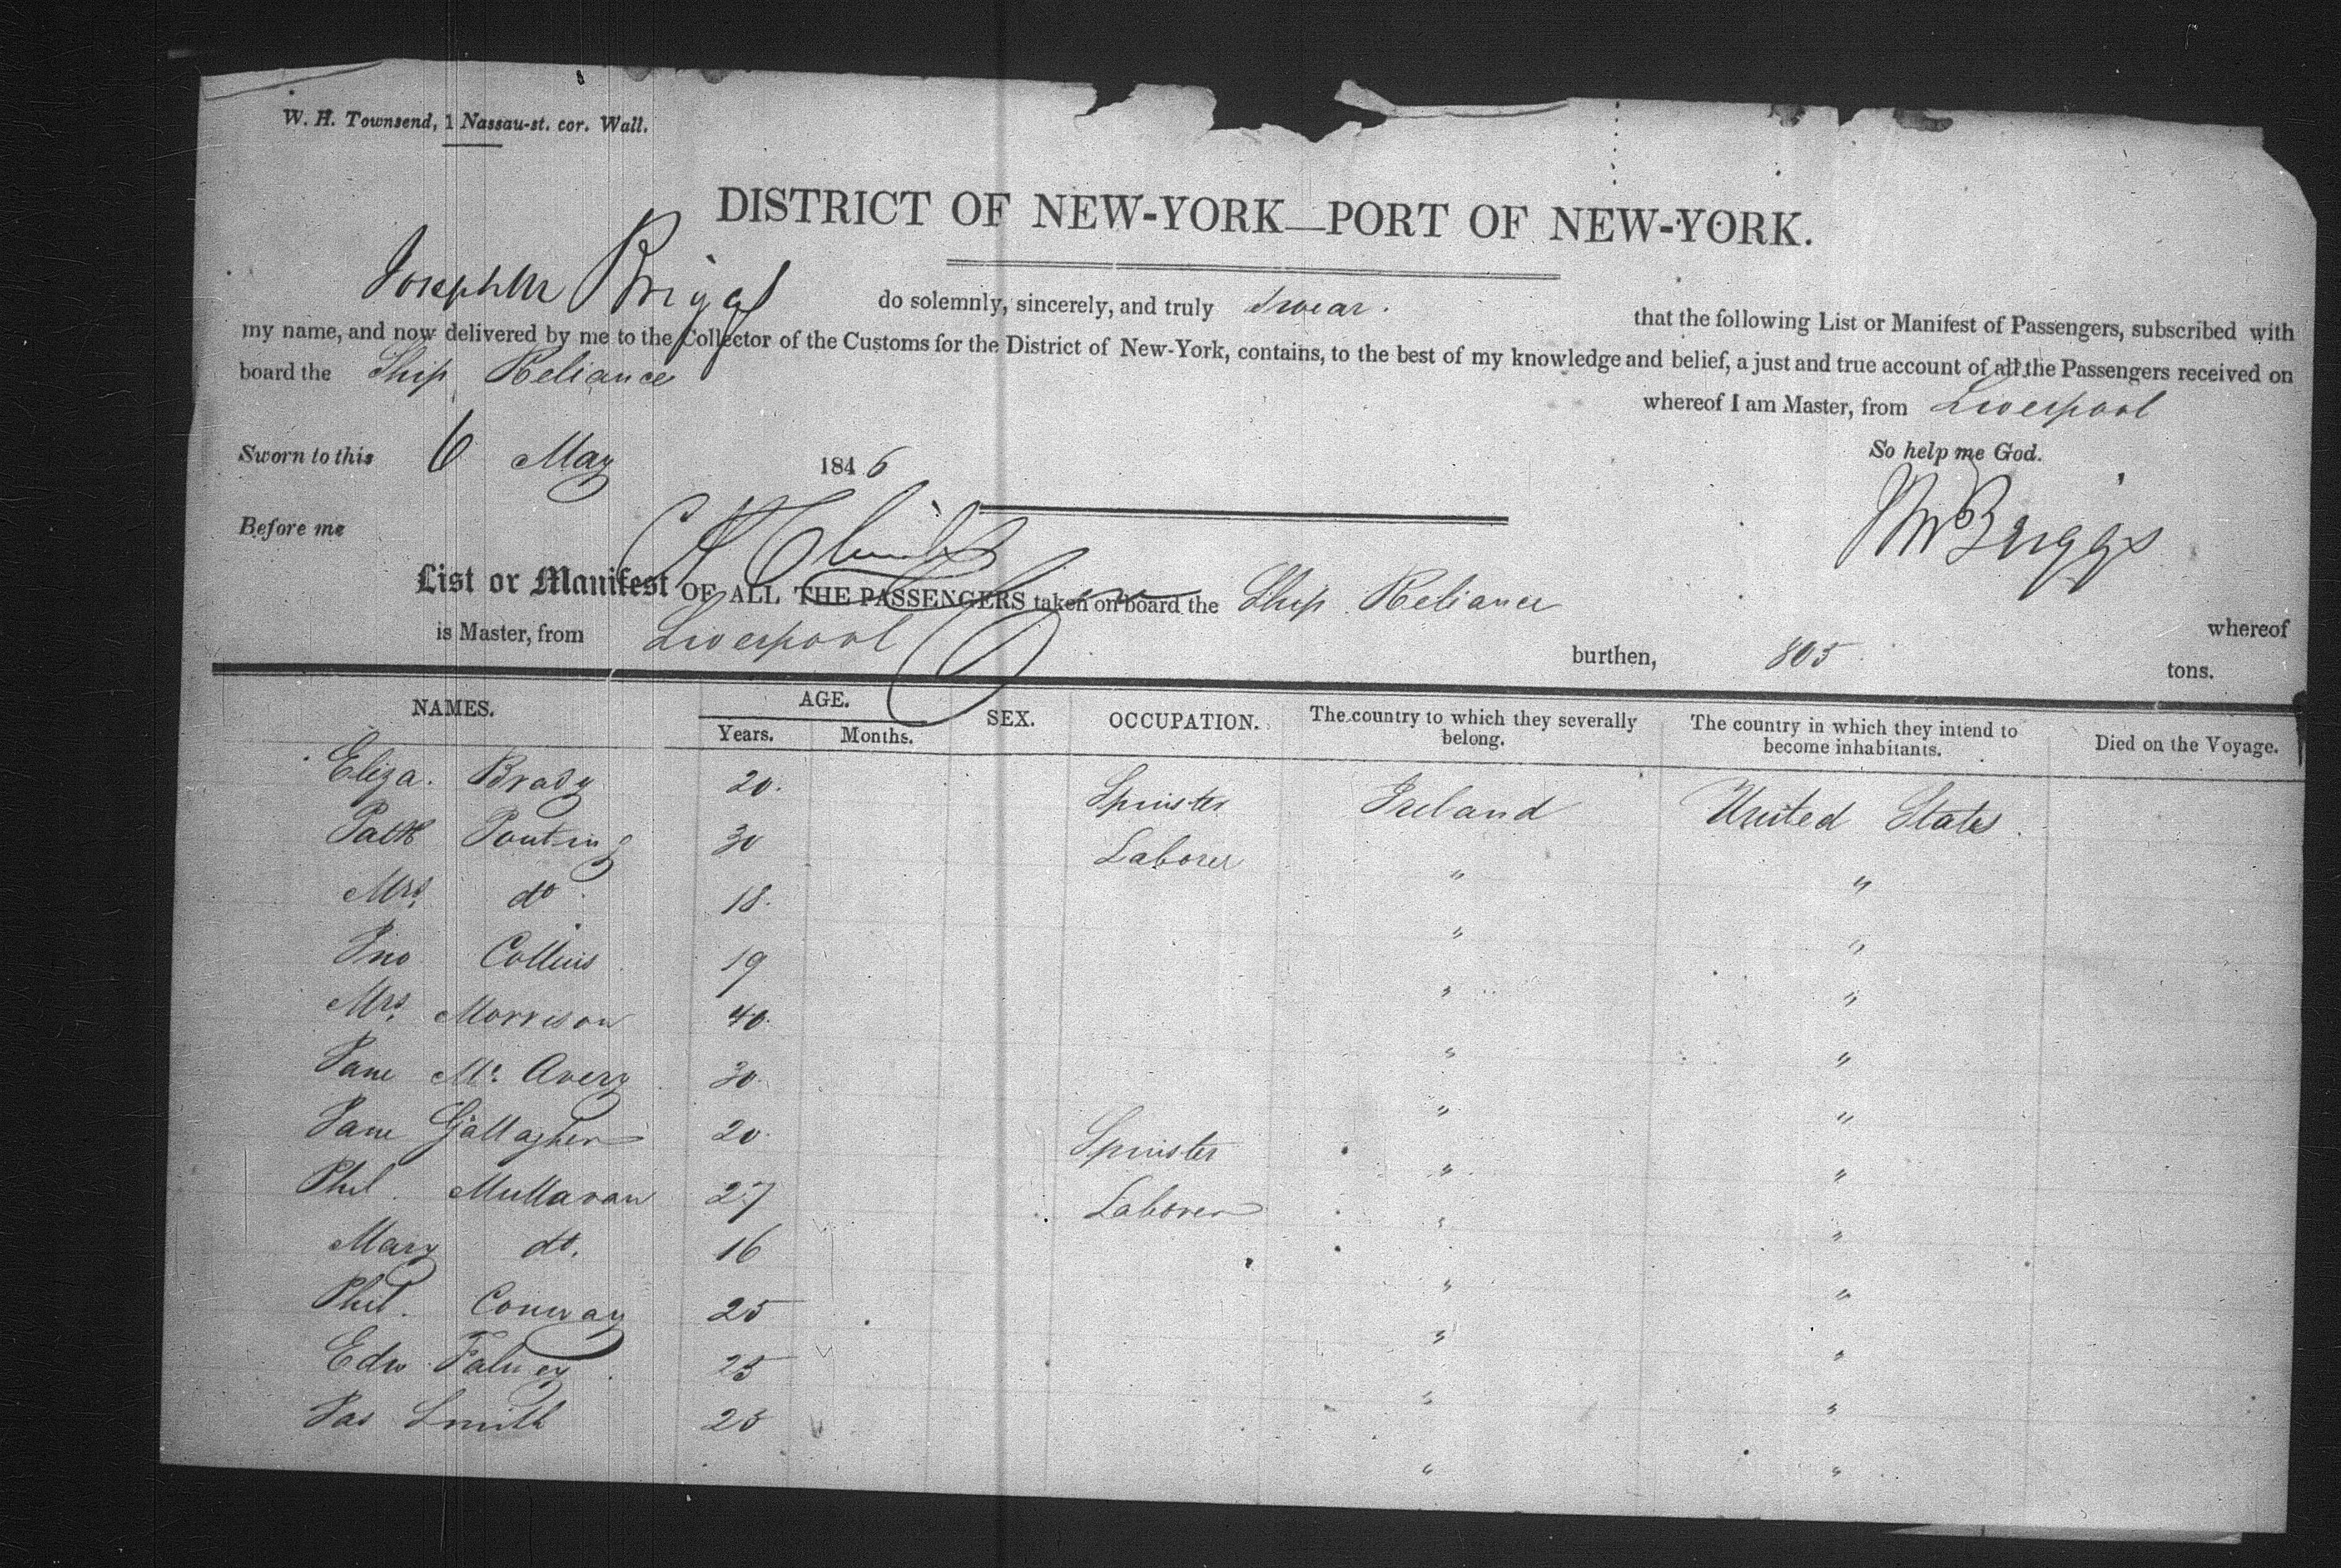 W. H. Townsend, 1 Nassau-st. cor. Wall.
DISTRICT OF NEW-YORK—PORT OF NEW-YORK.
Joseph M Brigs do solemnly, sincerely, and truly swear. that the following List or Manifest of Passengers, subscribed with
my name, and now delivered by me to the Collector of the Customs for the District of New-York, contains, to the best of my knowledge and belief, a just and true account of all the Passengers received on
board the Ship Reliance whereof I am Master, from Liverpool
So help me God.
Sworn to this 6 May 1846
J M Briggs
Before me
List or Manifest OF ALL THE PASSENGERS taken on board the Ship Reliance whereof
is Master, from Liverpool burthen, 805 tons.
NAMES. AGE. SEX. OCCUPATION. The country to which they severally belong. The country in which they intend to become inhabitants. Died on the Voyage.
Years. Months.
Eliza. Brady 20. Spinster Ireland United States
Patk 30 Laborer " "
Mrs. do 18. " "
Jno Collins 19 " "
Mrs. Morrison 40. " "
Jane Mc Avery 30. " "
Jane Gallagher 20. Spinster " "
Phil. Mullavan 27 Laborer " "
Mary do. 16 " "
Phil. Conway 25 " "
Edw Falney 25 " "
Jas Smith 23 " "